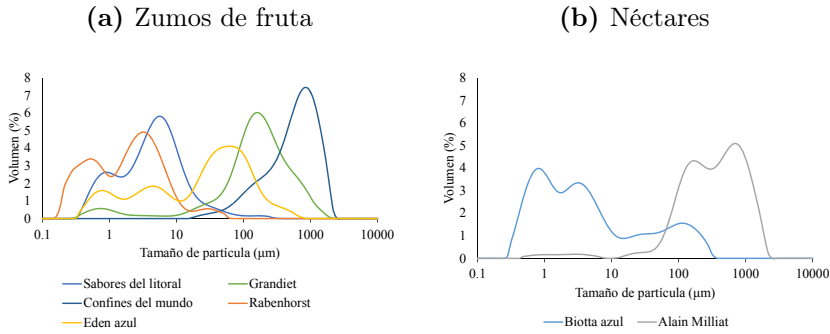 (a) Zumos de fruta
8
7
6
5
4
3
2
1
0
Volumen (%)
0.1 1 10 100 1000 10000
Tamaño de partícula (μm)
Sabores del litoral Grandiet
Confines del mundo Rabenhorst
Eden azul
(b) Néctares
8
7
6
5
4
3
2
1
0
Volumen (%)
0.1 1 10 100 1000 10000
Tamaño de partícula (μm)
Biotta azul Alain Milliat